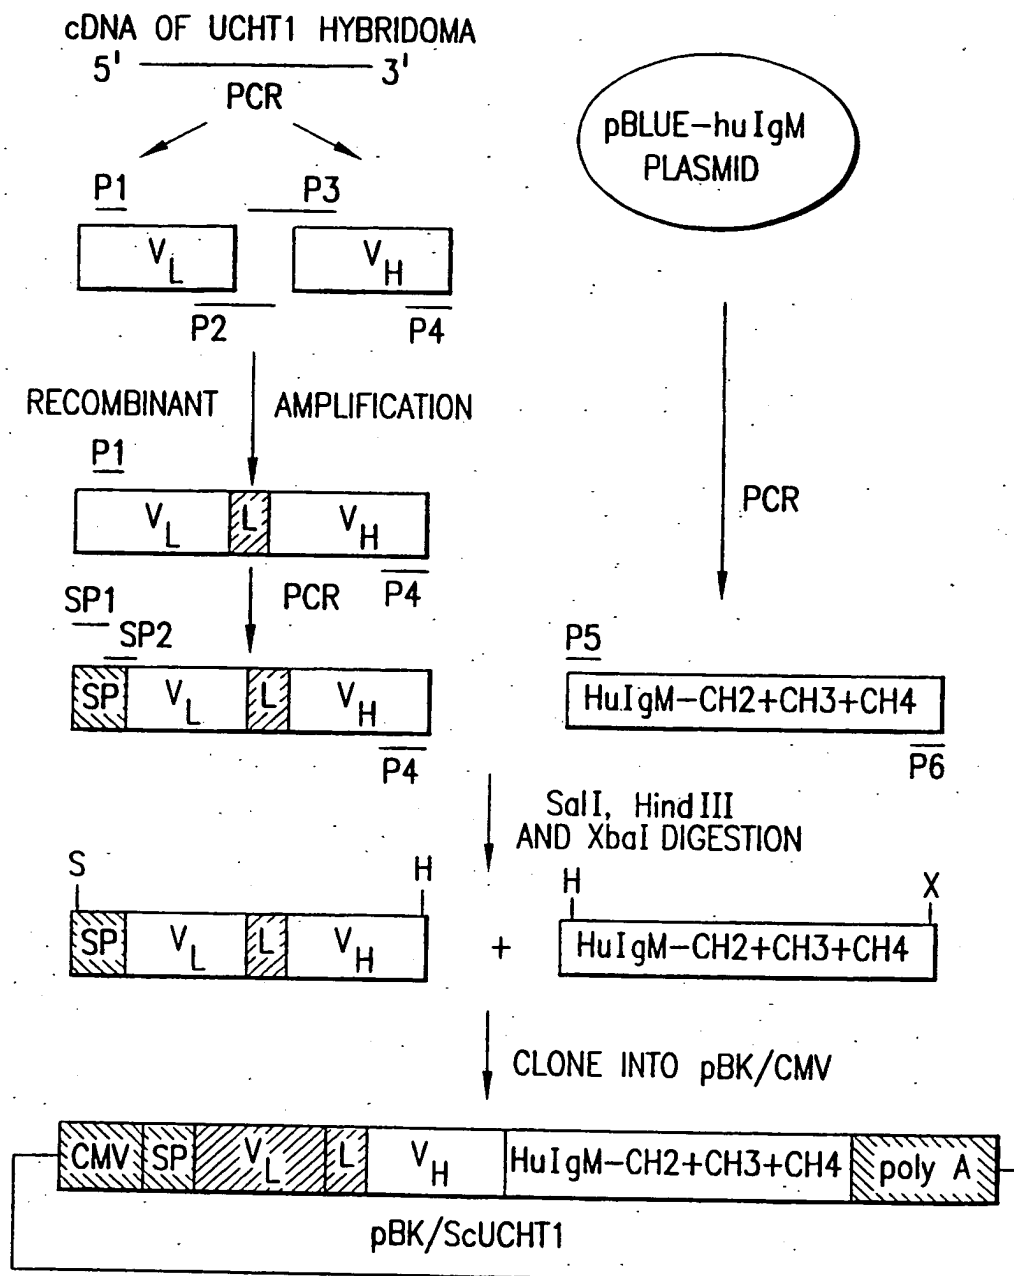 cDNA OF UCHT1 HYBRIDOMA
5' 3'
PCR
pBLUE-huIgM
PLASMID
P1 P3
VL VH
P2 P4
RECOMBINANT AMPLIFICATION
P1
VL L VH
P4
PCR
PCR
SP1
SP2
SP VL L VH
P4
P5
HuIgM-CH2+CH3+CH4
P6
SalI, HindIII
AND XbaI DIGESTION
S H
SP VL L VH
+
H X
HuIgM-CH2+CH3+CH4
CLONE INTO pBK/CMV
CMV SP VL L VH HuIgM-CH2+CH3+CH4 poly A
pBK/ScUCHT1